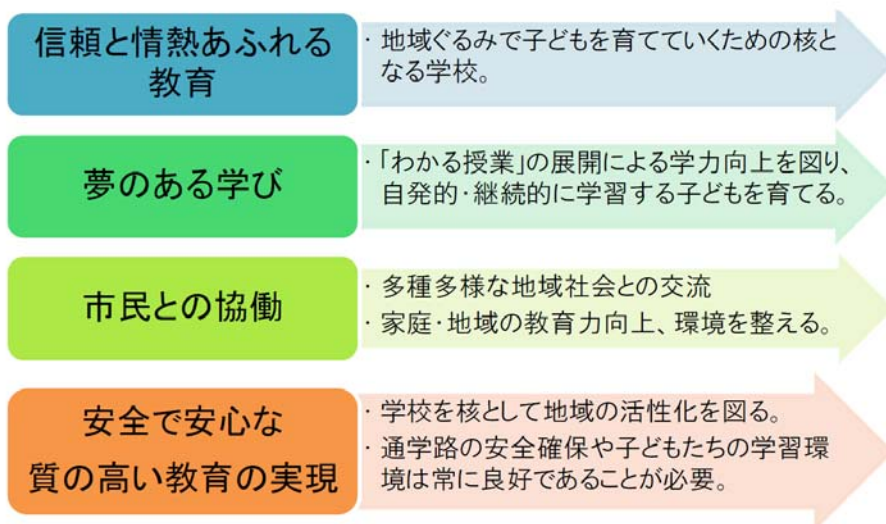 信頼と情熱あふれる
教育
・地域ぐるみで子どもを育てていくための核と
なる学校。
夢のある学び
・「わかる授業」の展開による学力向上を図り、
自発的・継続的に学習する子どもを育てる。
市民との協働
・多種多様な地域社会との交流
・家庭・地域の教育力向上、環境を整える。
安全で安心な
質の高い教育の実現
・学校を核として地域の活性化を図る。
・通学路の安全確保や子どもたちの学習環
境は常に良好であることが必要。